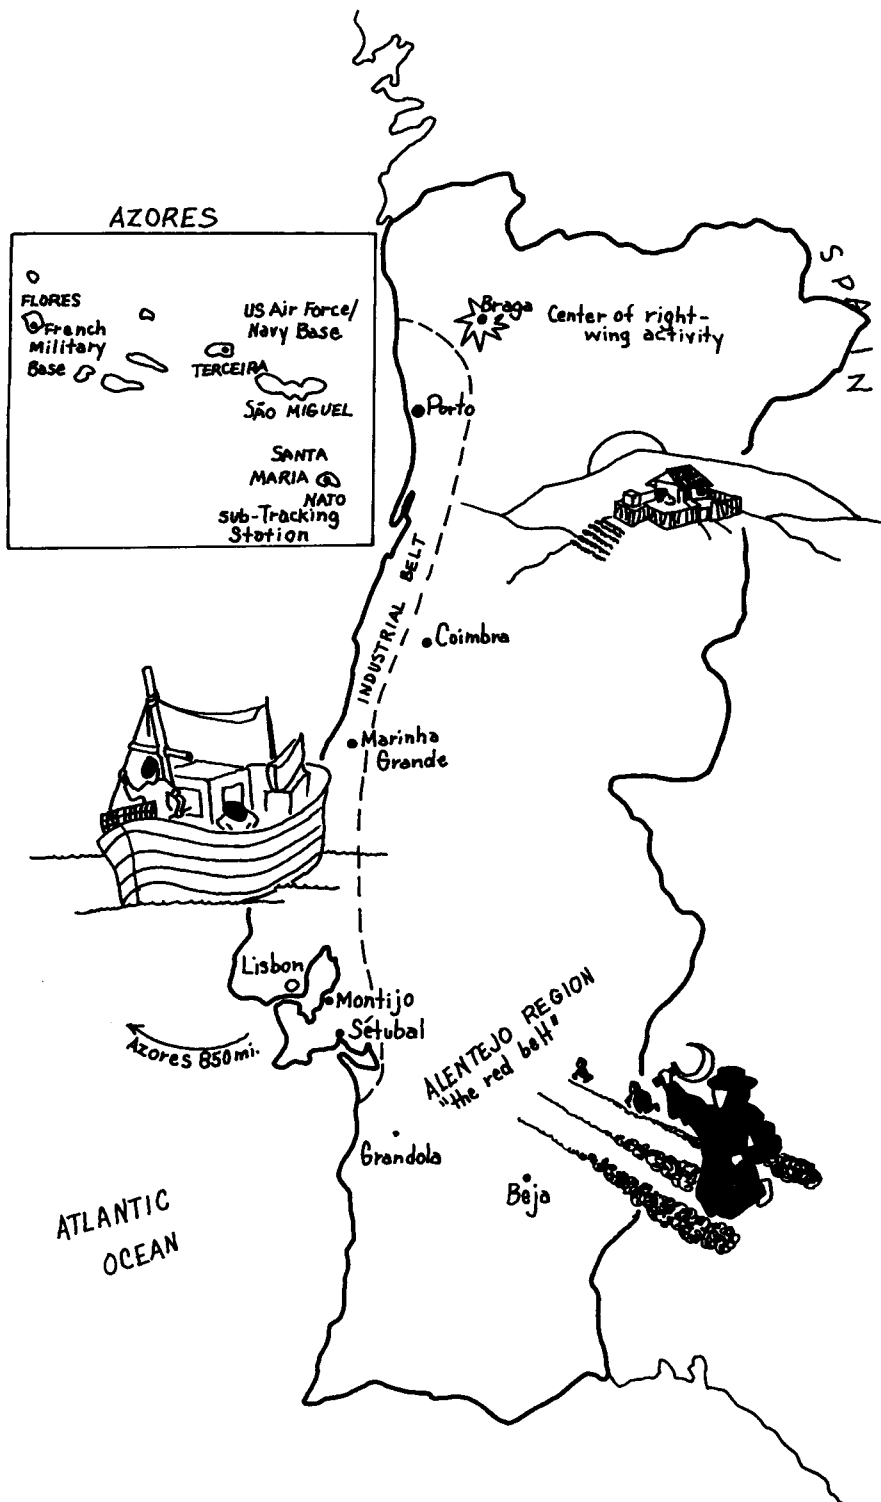 AZORES
FLORES
French
Military
Base
US Air Force/
Navy Base
TERCEIRA
SÃO MIGUEL
SANTA
MARIA
NATO
sub-Tracking
Station
SPAIN
Braga
Center of right-
wing activity
Porto
INDUSTRIAL BELT
Coimbra
Marinha
Grande
Lisbon
Montijo
Sétubal
Azores 850 mi.
ALENTEJO REGION
"the red belt"
Grandola
Beja
ATLANTIC
OCEAN